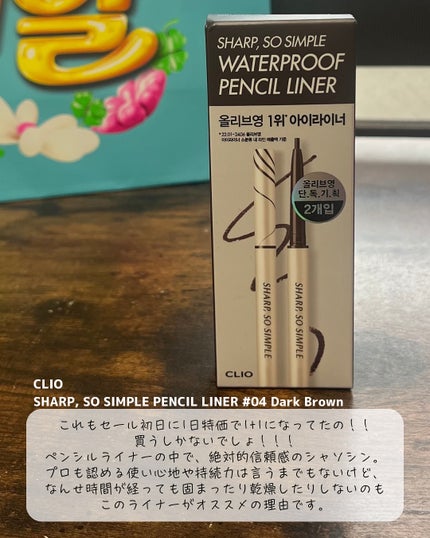 SHARP, SO SIMPLE
WATERPROOF
PENCIL LINER
올리브영 1위* 아이라이너
올리브영
단.독.기.획
2개입
SHARP, SO SIMPLE
SHARP, SO SIMPLE
CLIO
CLIO
SHARP, SO SIMPLE PENCIL LINER #04 Dark Brown
これもセール初日に1日特価で1+1になってたの！！
買うしかないでしょ！！！
ペンシルライナーの中で、絶対的信頼感のシャソシン。
プロも認める使い心地や持続力は言うまでもないけど、
なんせ時間が経っても固まったり乾燥したりしないのも
このライナーがオススメの理由です。